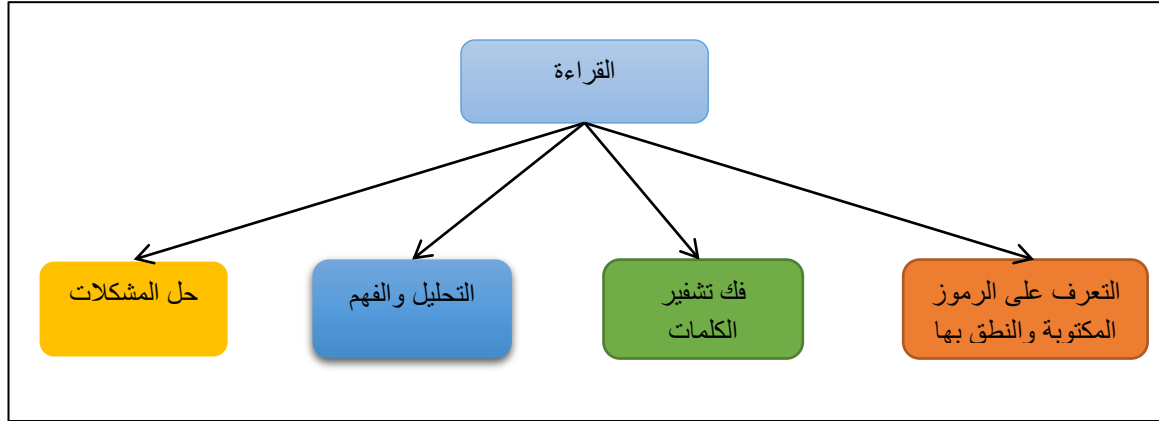 القراءة
التعرف على الرموز
المكتوبة والنطق بها
فك تشفير
الكلمات
التحليل والفهم
حل المشكلات